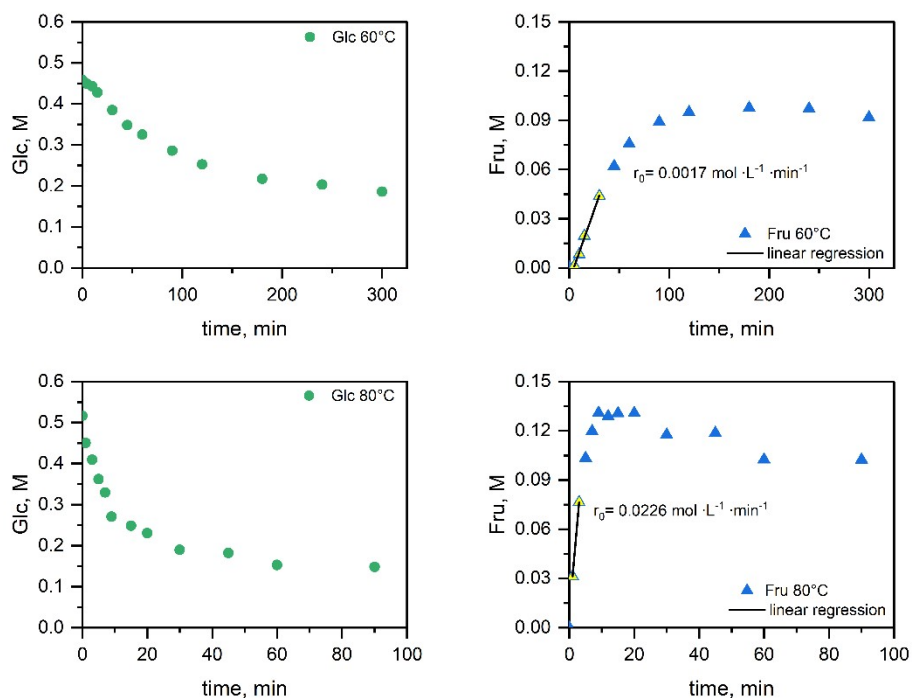 0.6
0.5
0.4
0.3
0.2
0.1
0.0
Glc, M
Glc 60°C
0
100
200
300
time, min
0.15
0.12
0.09
0.06
0.03
0.00
Fru, M
r₀= 0.0017 mol ·L⁻¹ ·min⁻¹
Fru 60°C
linear regression
0
100
200
300
time, min
0.6
0.5
0.4
0.3
0.2
0.1
0.0
Glc, M
Glc 80°C
0
20
40
60
80
100
time, min
0.15
0.12
0.09
0.06
0.03
0.00
Fru, M
r₀= 0.0226 mol ·L⁻¹ ·min⁻¹
Fru 80°C
linear regression
0
20
40
60
80
100
time, min